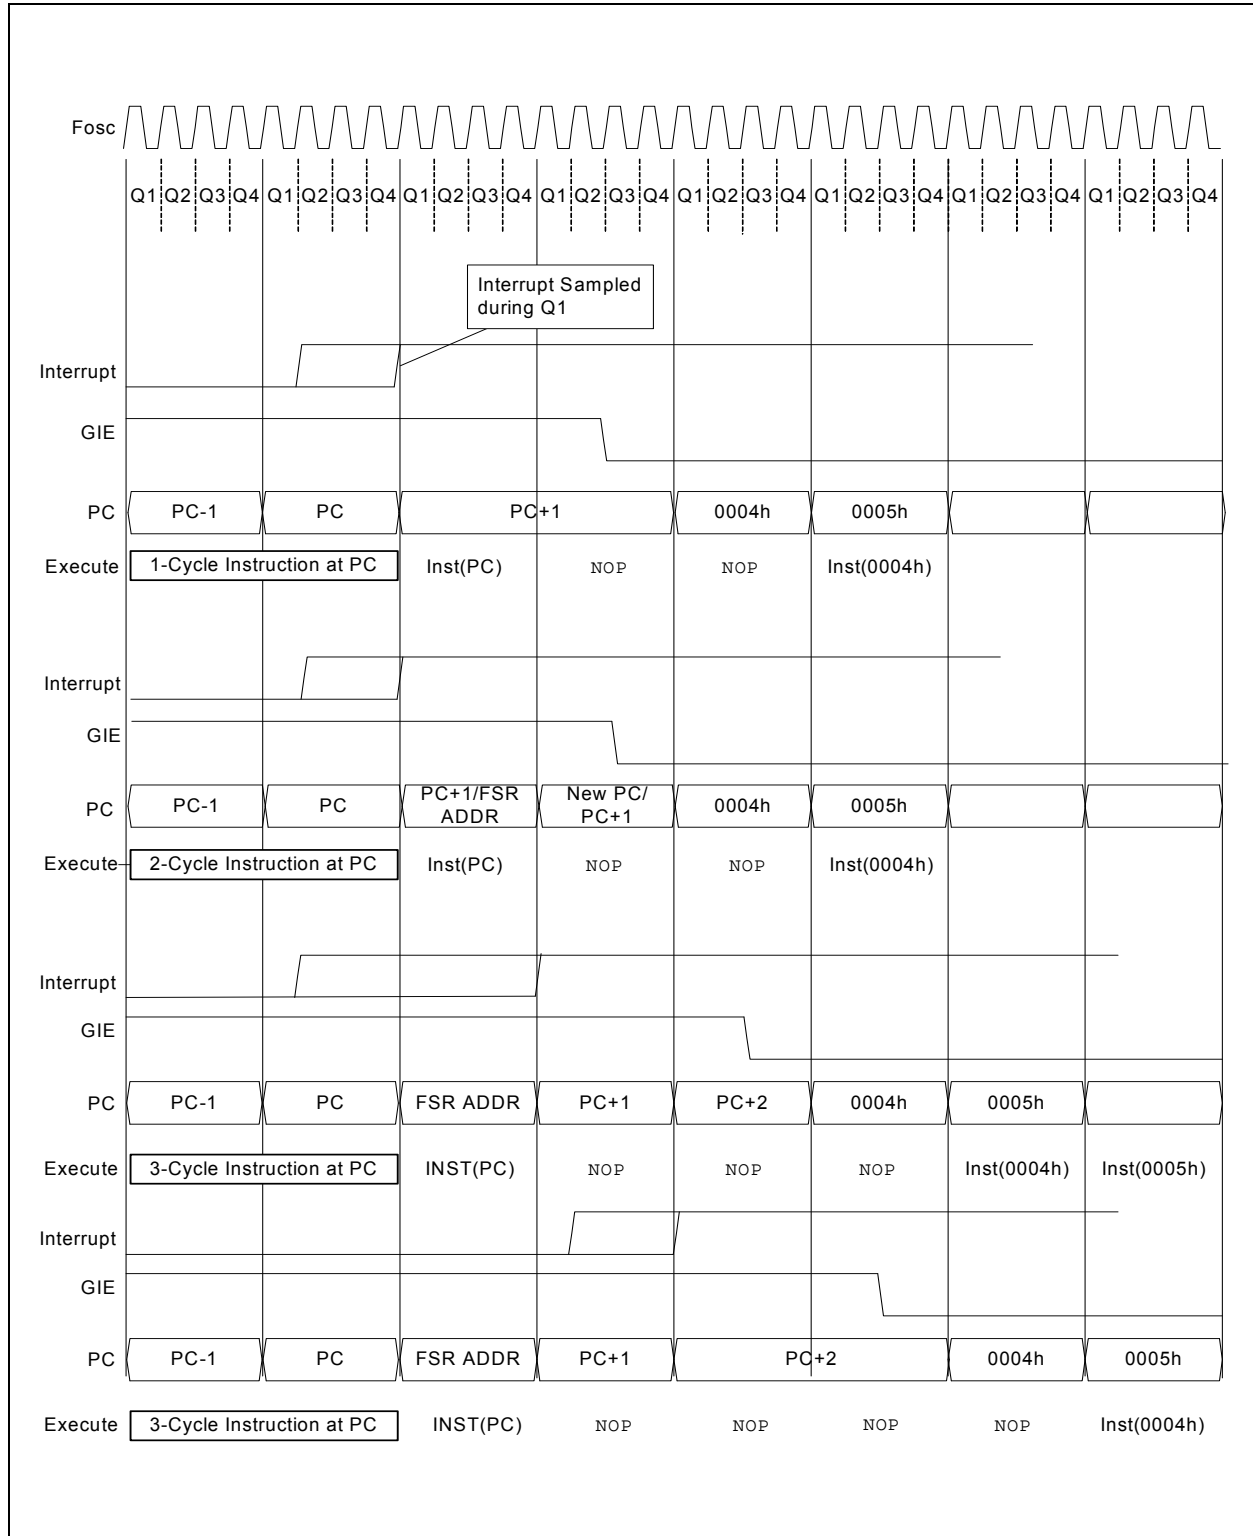 Fosc
Q1 Q2 Q3 Q4 Q1 Q2 Q3 Q4 Q1 Q2 Q3 Q4 Q1 Q2 Q3 Q4 Q1 Q2 Q3 Q4 Q1 Q2 Q3 Q4 Q1 Q2 Q3 Q4 Q1 Q2 Q3 Q4
Interrupt Sampled
during Q1
Interrupt
GIE
PC PC-1 PC PC+1 0004h 0005h
Execute 1-Cycle Instruction at PC Inst(PC) NOP NOP Inst(0004h)
Interrupt
GIE
PC PC-1 PC PC+1/FSR ADDR New PC/ PC+1 0004h 0005h
Execute 2-Cycle Instruction at PC Inst(PC) NOP NOP Inst(0004h)
Interrupt
GIE
PC PC-1 PC FSR ADDR PC+1 PC+2 0004h 0005h
Execute 3-Cycle Instruction at PC INST(PC) NOP NOP NOP Inst(0004h) Inst(0005h)
Interrupt
GIE
PC PC-1 PC FSR ADDR PC+1 PC+2 0004h 0005h
Execute 3-Cycle Instruction at PC INST(PC) NOP NOP NOP NOP Inst(0004h)